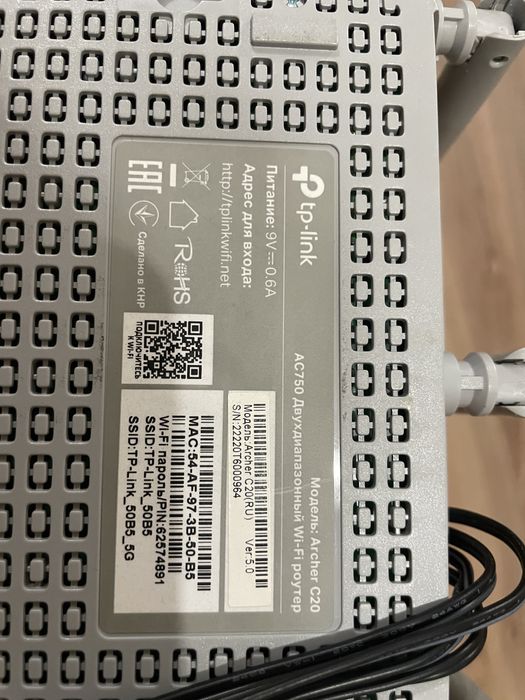 tp-link
Модель: Archer C20
AC750 Двухдиапазонный Wi-Fi роутер
Питание: 9V⎓0.6A
Адрес для входа:
http://tplinkwifi.net
EAC
RoHS
Сделано в КНР
ПОДКЛЮЧИТЕСЬ
К WI-FI
Модель:Archer C20(RU) Ver:5.0
S/N:22220T6000964
MAC:54-AF-97-3B-50-B5
Wi-Fi пароль/PIN:62574891
SSID:TP-Link_50B5
SSID:TP-Link_50B5_5G